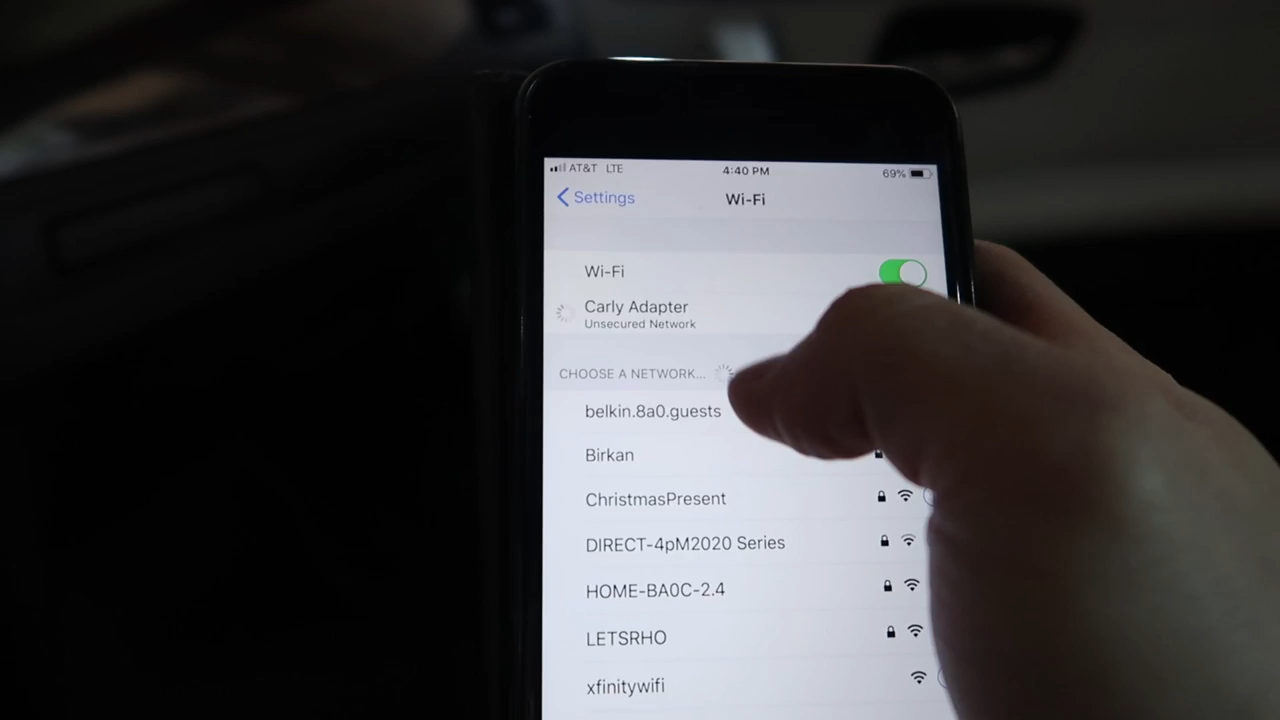 AT&T LTE 4:40 PM 69%
Settings Wi-Fi
Wi-Fi
Carly Adapter
Unsecured Network
CHOOSE A NETWORK...
belkin.8a0.guests
Birkan
ChristmasPresent
DIRECT-4pM2020 Series
HOME-BA0C-2.4
LETSRHO
xfinitywifi